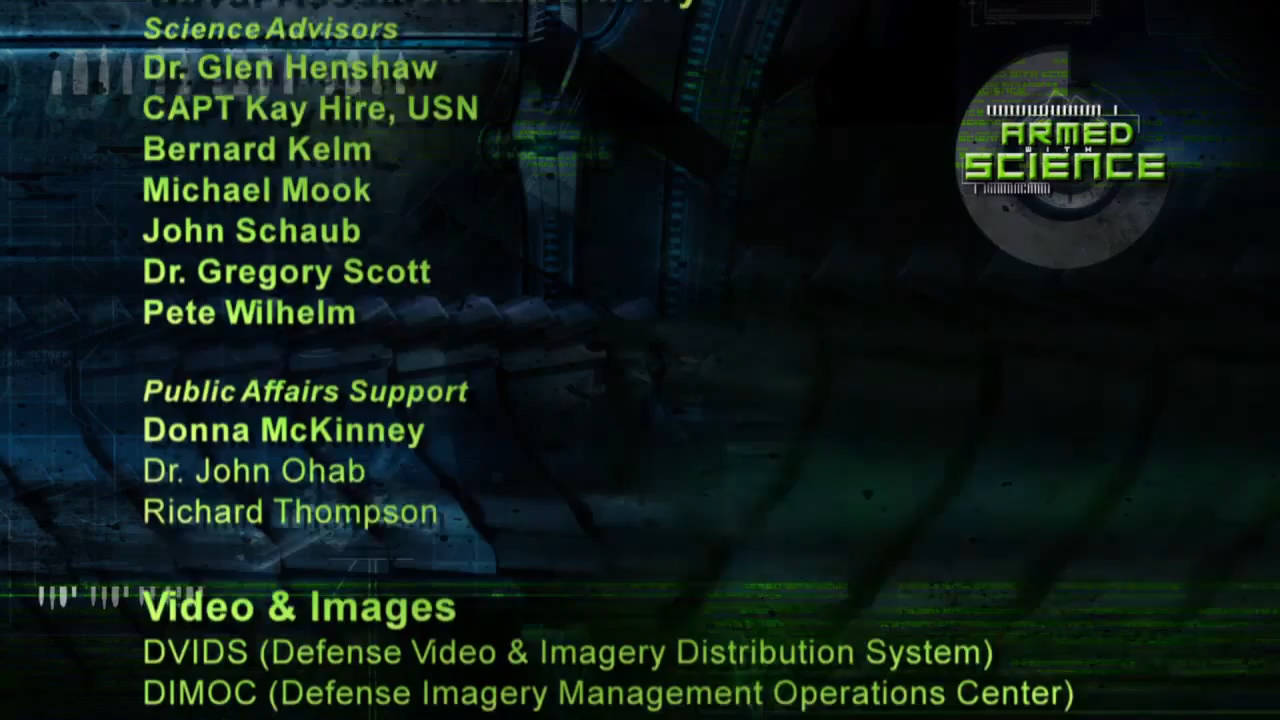 Science Advisors
Dr. Glen Henshaw
CAPT Kay Hire, USN
Bernard Kelm
Michael Mook
John Schaub
Dr. Gregory Scott
Pete Wilhelm
Public Affairs Support
Donna McKinney
Dr. John Ohab
Richard Thompson
Video & Images
DVIDS (Defense Video & Imagery Distribution System)
DIMOC (Defense Imagery Management Operations Center)
ARMED
WITH
SCIENCE